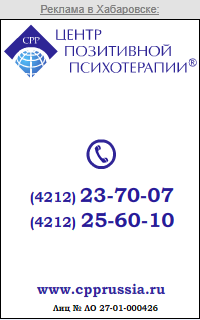 Реклама в Хабаровске:
CPP
ЦЕНТР
ПОЗИТИВНОЙ
ПСИХОТЕРАПИИ®
(4212) 23-70-07
(4212) 25-60-10
www.cpprussia.ru
Лиц № ЛО 27-01-000426